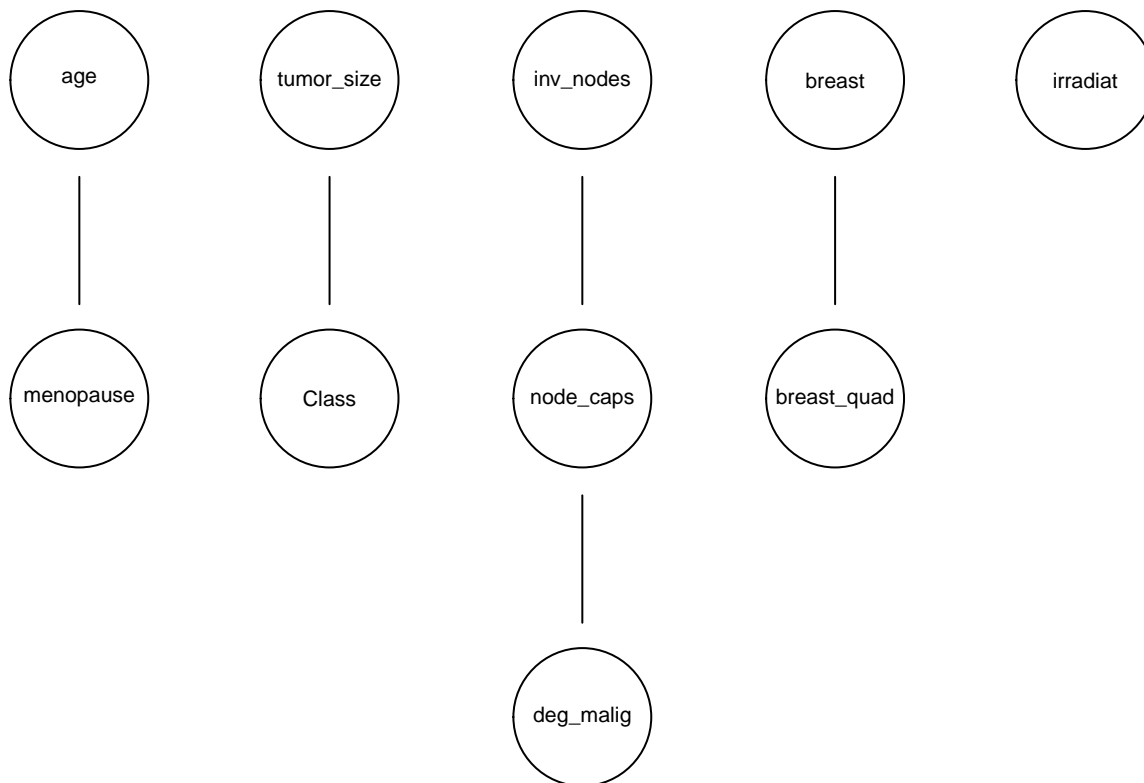 age
tumor_size
inv_nodes
breast
irradiat
menopause
Class
node_caps
breast_quad
deg_malig